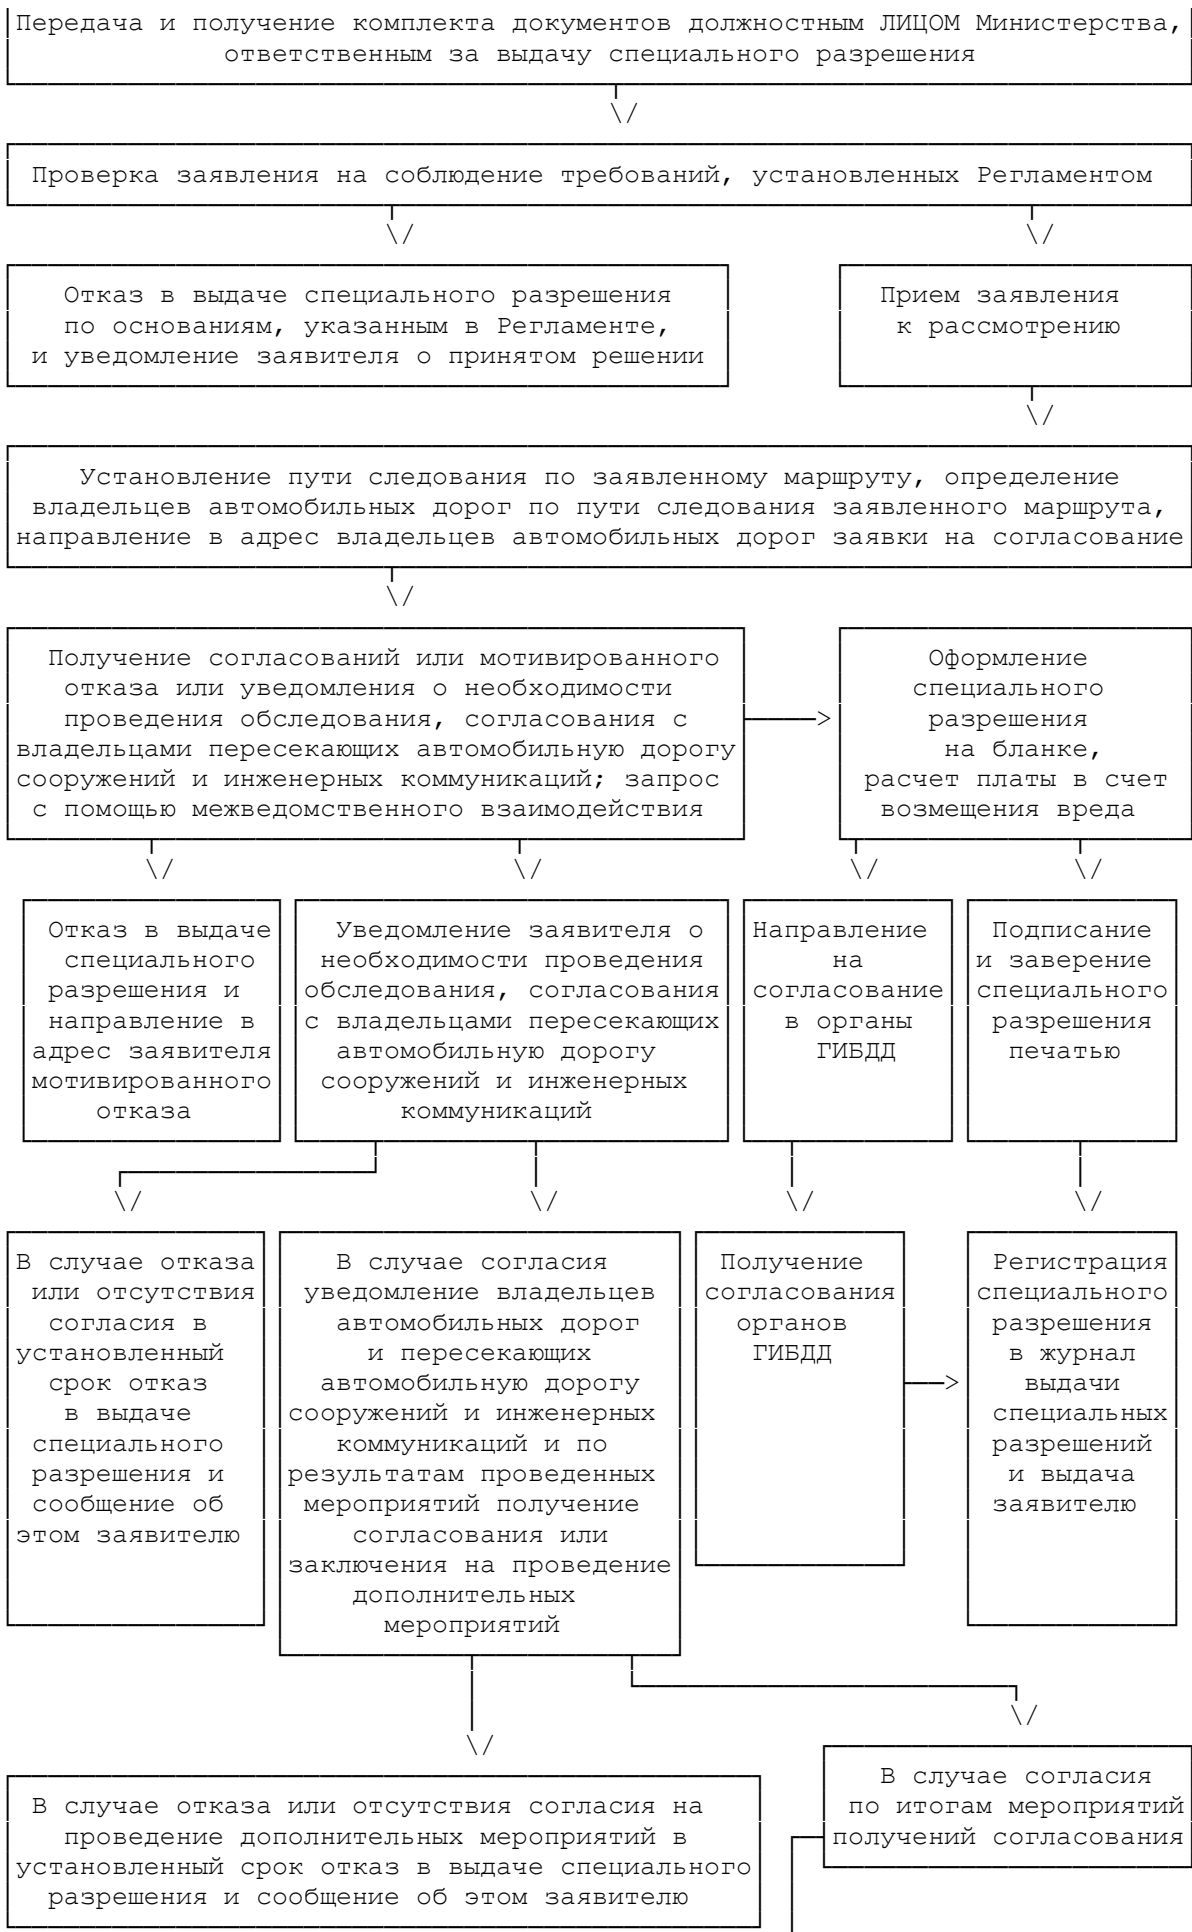 Передача и получение комплекта документов должностным ЛИЦОМ Министерства,
ответственным за выдачу специального разрешения
Проверка заявления на соблюдение требований, установленных Регламентом
Отказ в выдаче специального разрешения
по основаниям, указанным в Регламенте,
и уведомление заявителя о принятом решении
Прием заявления
к рассмотрению
Установление пути следования по заявленному маршруту, определение
владельцев автомобильных дорог по пути следования заявленного маршрута,
направление в адрес владельцев автомобильных дорог заявки на согласование
Получение согласований или мотивированного
отказа или уведомления о необходимости
проведения обследования, согласования с
владельцами пересекающих автомобильную дорогу
сооружений и инженерных коммуникаций; запрос
с помощью межведомственного взаимодействия
Оформление
специального
разрешения
на бланке,
расчет платы в счет
возмещения вреда
Отказ в выдаче
специального
разрешения и
направление в
адрес заявителя
мотивированного
отказа
Уведомление заявителя о
необходимости проведения
обследования, согласования
с владельцами пересекающих
автомобильную дорогу
сооружений и инженерных
коммуникаций
Направление
на
согласование
в органы
ГИБДД
Подписание
и заверение
специального
разрешения
печатью
В случае отказа
или отсутствия
согласия в
установленный
срок отказ
в выдаче
специального
разрешения и
сообщение об
этом заявителю
В случае согласия
уведомление владельцев
автомобильных дорог
и пересекающих
автомобильную дорогу
сооружений и инженерных
коммуникаций и по
результатам проведенных
мероприятий получение
согласования или
заключения на проведение
дополнительных
мероприятий
Получение
согласования
органов
ГИБДД
Регистрация
специального
разрешения
в журнал
выдачи
специальных
разрешений
и выдача
заявителю
В случае отказа или отсутствия согласия на
проведение дополнительных мероприятий в
установленный срок отказ в выдаче специального
разрешения и сообщение об этом заявителю
В случае согласия
по итогам мероприятий
получений согласования